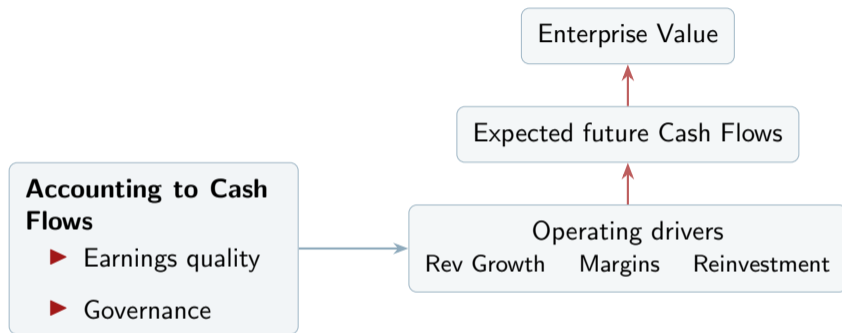 Enterprise Value
Expected future Cash Flows
Accounting to Cash
Flows
Earnings quality
Governance
Operating drivers
Rev Growth Margins Reinvestment